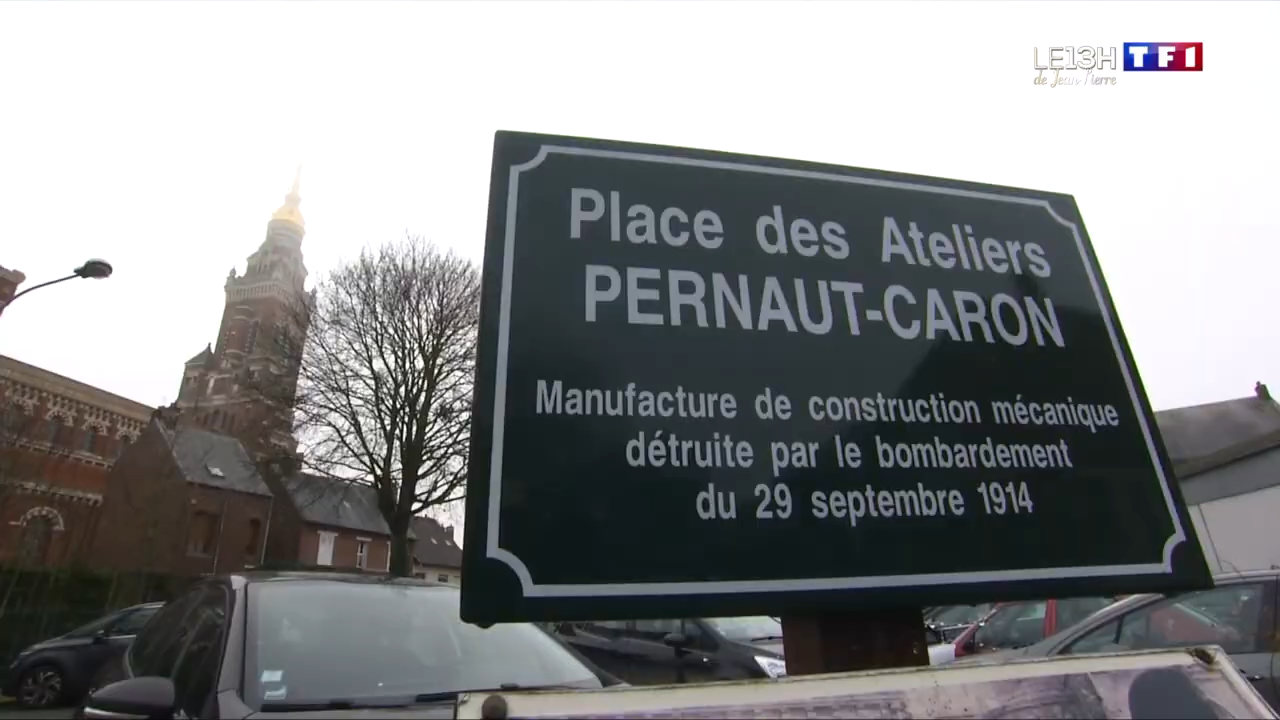 LE13H TF1
de Jean-Pierre
Place des Ateliers
PERNAUT-CARON
Manufacture de construction mécanique
détruite par le bombardement
du 29 septembre 1914